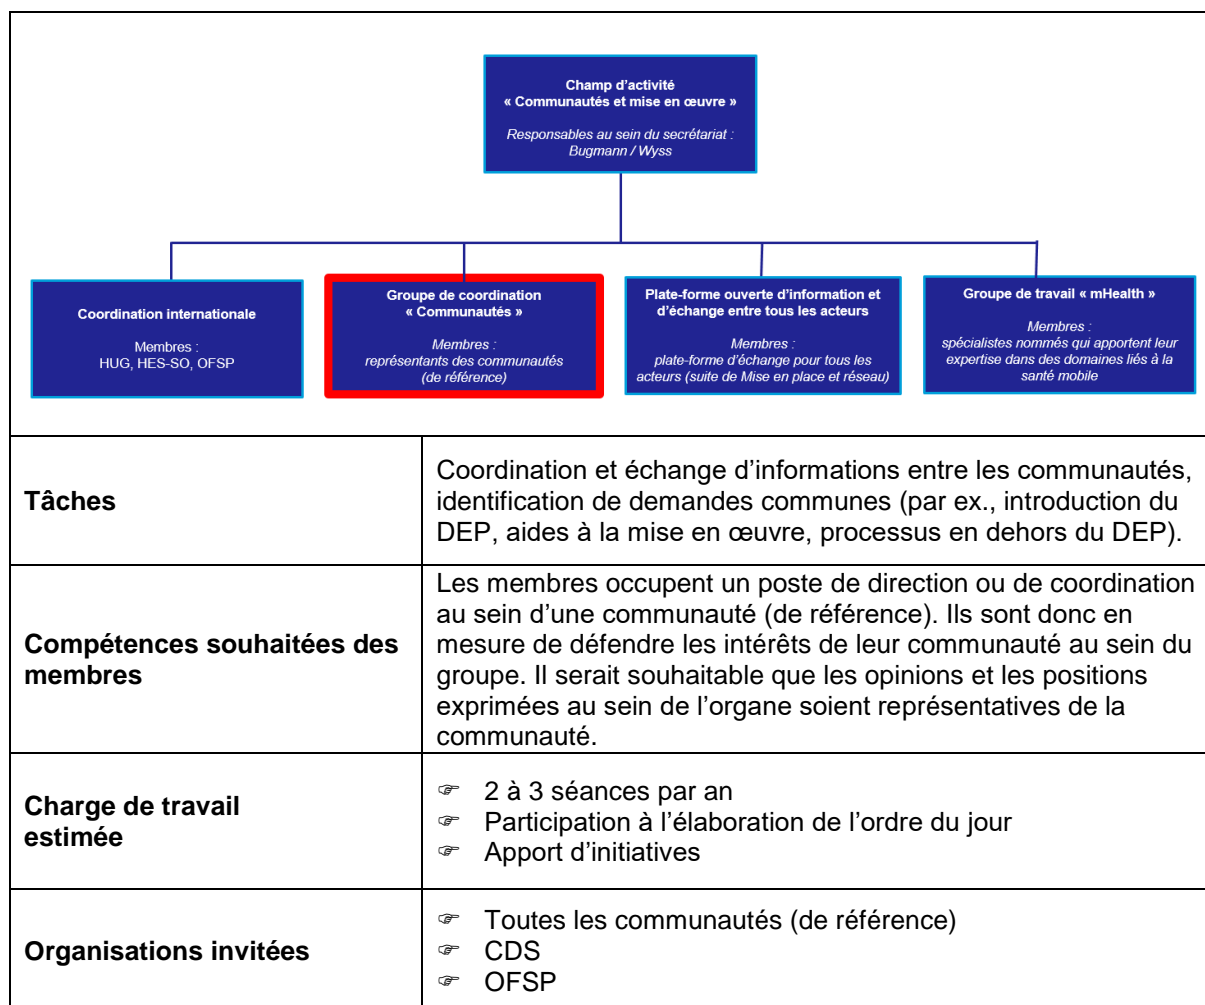 Champ d’activité
« Communautés et mise en œuvre »
Responsables au sein du secrétariat :
Bugmann / Wyss
Coordination internationale
Membres :
HUG, HES-SO, OFSP
Groupe de coordination
« Communautés »
Membres :
représentants des communautés
(de référence)
Plate-forme ouverte d’information et
d’échange entre tous les acteurs
Membres :
plate-forme d’échange pour tous les
acteurs (suite de Mise en place et réseau)
Groupe de travail « mHealth »
Membres :
spécialistes nommés qui apportent leur
expertise dans des domaines liés à la
santé mobile
Tâches
Coordination et échange d’informations entre les communautés,
identification de demandes communes (par ex., introduction du
DEP, aides à la mise en œuvre, processus en dehors du DEP).
Compétences souhaitées des
membres
Les membres occupent un poste de direction ou de coordination
au sein d’une communauté (de référence). Ils sont donc en
mesure de défendre les intérêts de leur communauté au sein du
groupe. Il serait souhaitable que les opinions et les positions
exprimées au sein de l’organe soient représentatives de la
communauté.
Charge de travail
estimée
☞ 2 à 3 séances par an
☞ Participation à l’élaboration de l’ordre du jour
☞ Apport d’initiatives
Organisations invitées
☞ Toutes les communautés (de référence)
☞ CDS
☞ OFSP